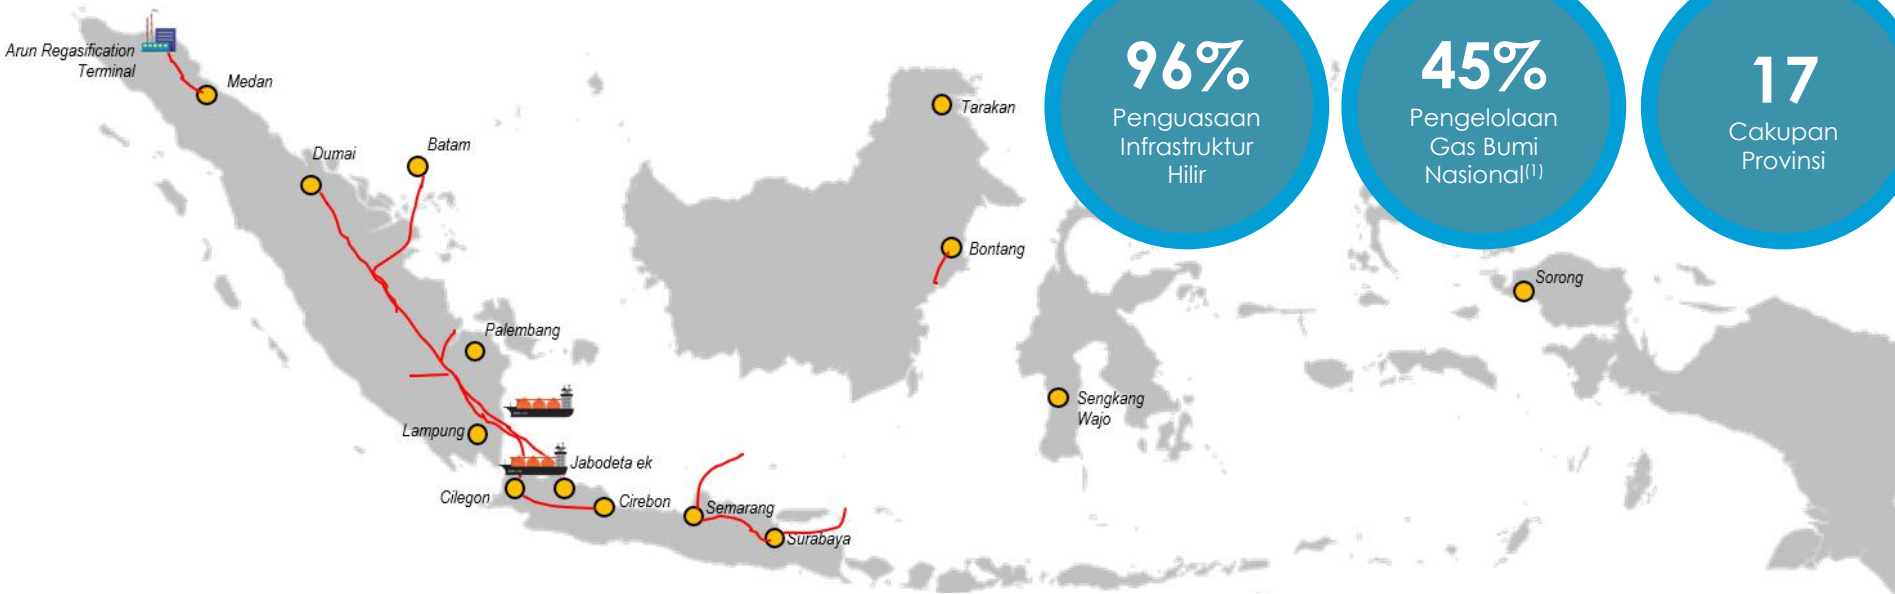 Arun Regasification
Terminal
Medan
Dumai
Batam
Palembang
Lampung
Jabodeta ek
Cilegon
Cirebon
Semarang
Surabaya
Tarakan
Bontang
Sengkang
Wajo
Sorong
96%
Penguasaan
Infrastruktur
Hilir
45%
Pengelolaan
Gas Bumi
Nasional(1)
17
Cakupan
Provinsi